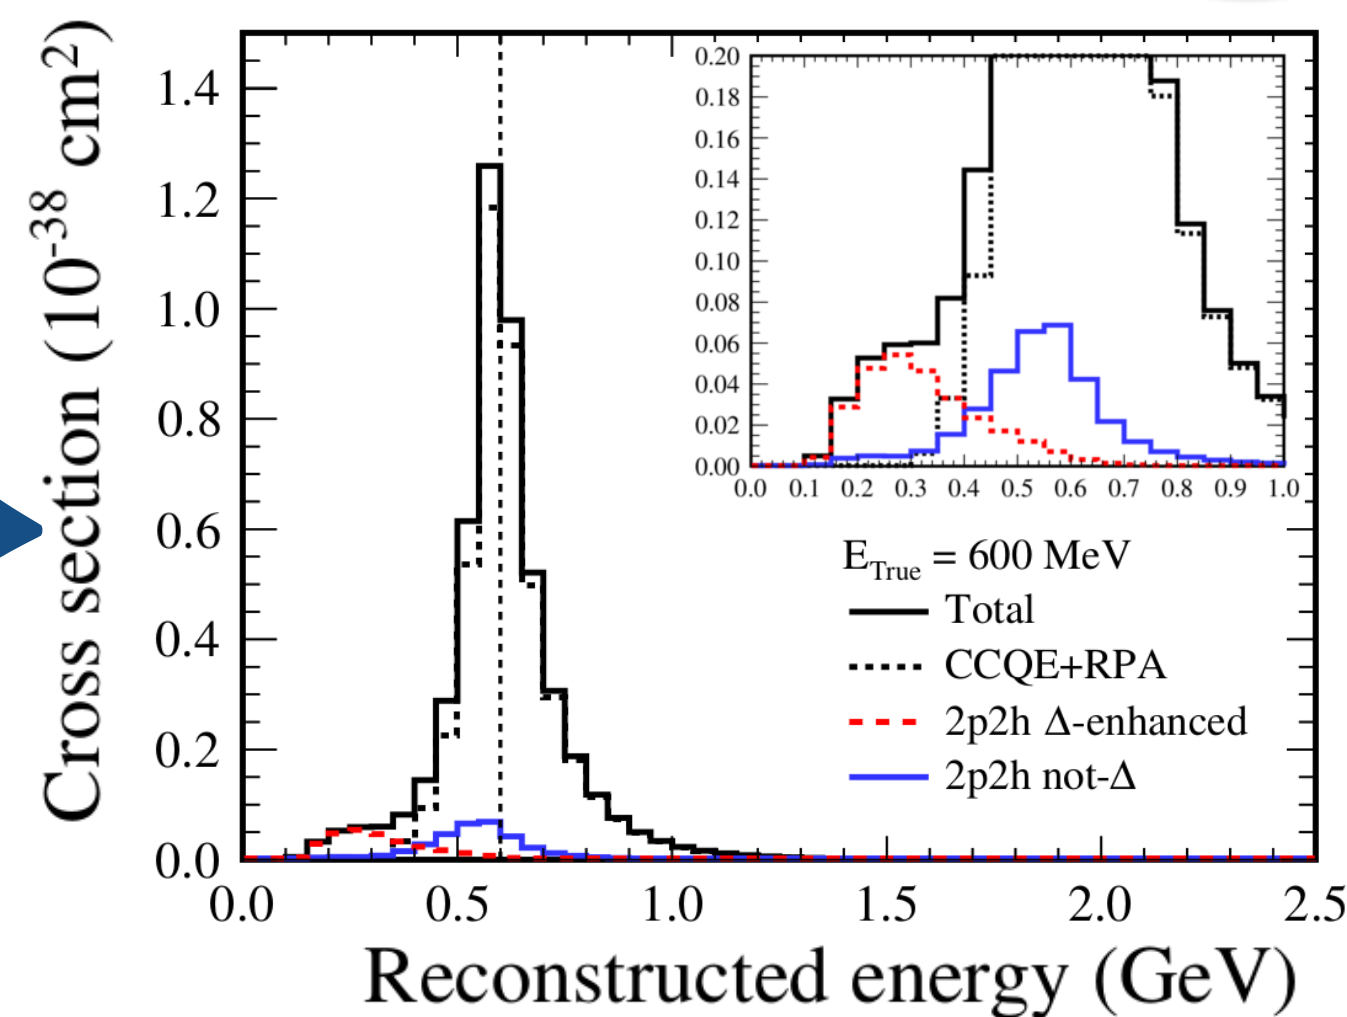 Cross section (10⁻³⁸ cm²)
1.4
1.2
1.0
0.8
0.6
0.4
0.2
0.0
0.0 0.5 1.0 1.5 2.0 2.5
Reconstructed energy (GeV)
0.20
0.18
0.16
0.14
0.12
0.10
0.08
0.06
0.04
0.02
0.00
0.0 0.1 0.2 0.3 0.4 0.5 0.6 0.7 0.8 0.9 1.0
E_True = 600 MeV
Total
CCQE+RPA
2p2h Δ-enhanced
2p2h not-Δ